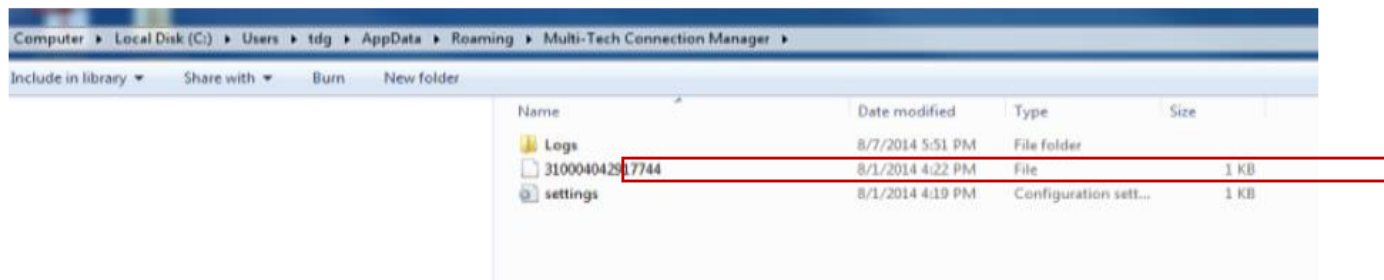 Computer ▸ Local Disk (C:) ▸ Users ▸ tdg ▸ AppData ▸ Roaming ▸ Multi-Tech Connection Manager ▸
Include in library ▾ Share with ▾ Burn New folder
Name Date modified Type Size
Logs 8/7/2014 5:51 PM File folder
310004042917744 8/1/2014 4:22 PM File 1 KB
settings 8/1/2014 4:19 PM Configuration sett... 1 KB